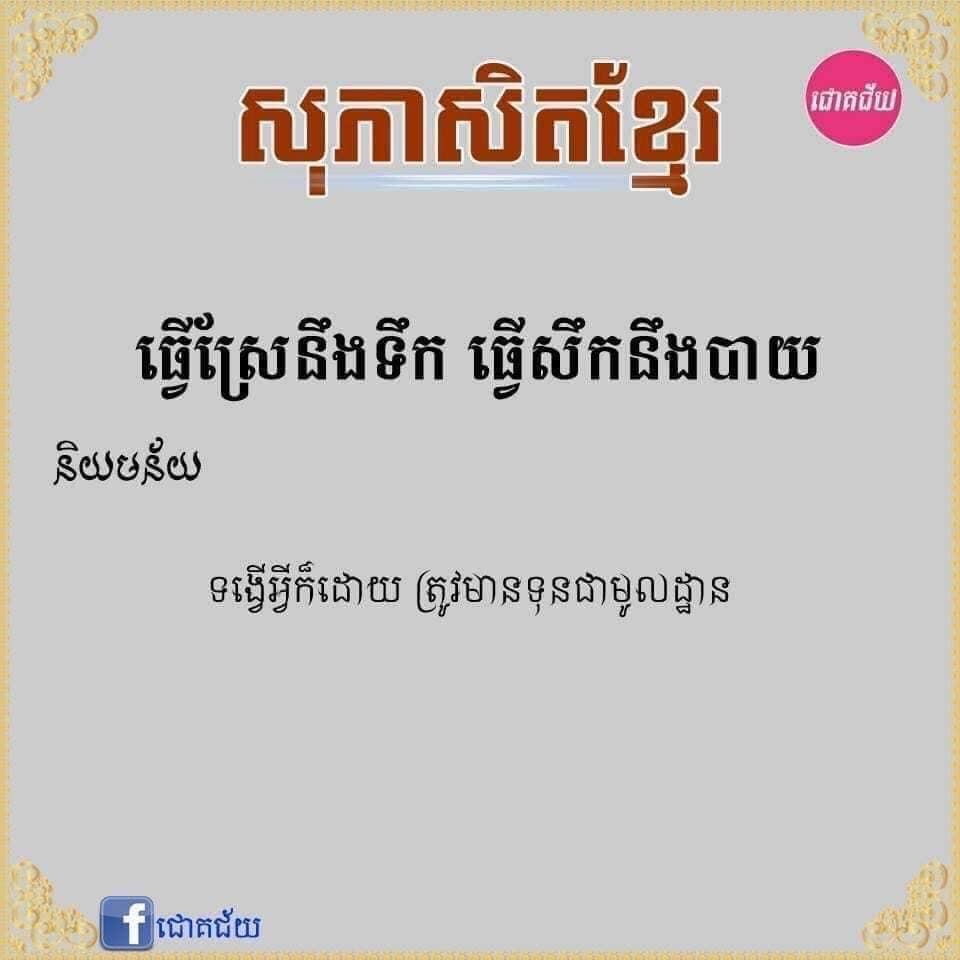 សុភាសិតខ្មែរ
ជោគជ័យ
ធ្វើស្រែនឹងទឹក ធ្វើសឹកនឹងបាយ
និយមន័យ
ទង្វើអ្វីក៏ដោយ ត្រូវមានទុនជាមូលដ្ឋាន
ជោគជ័យ